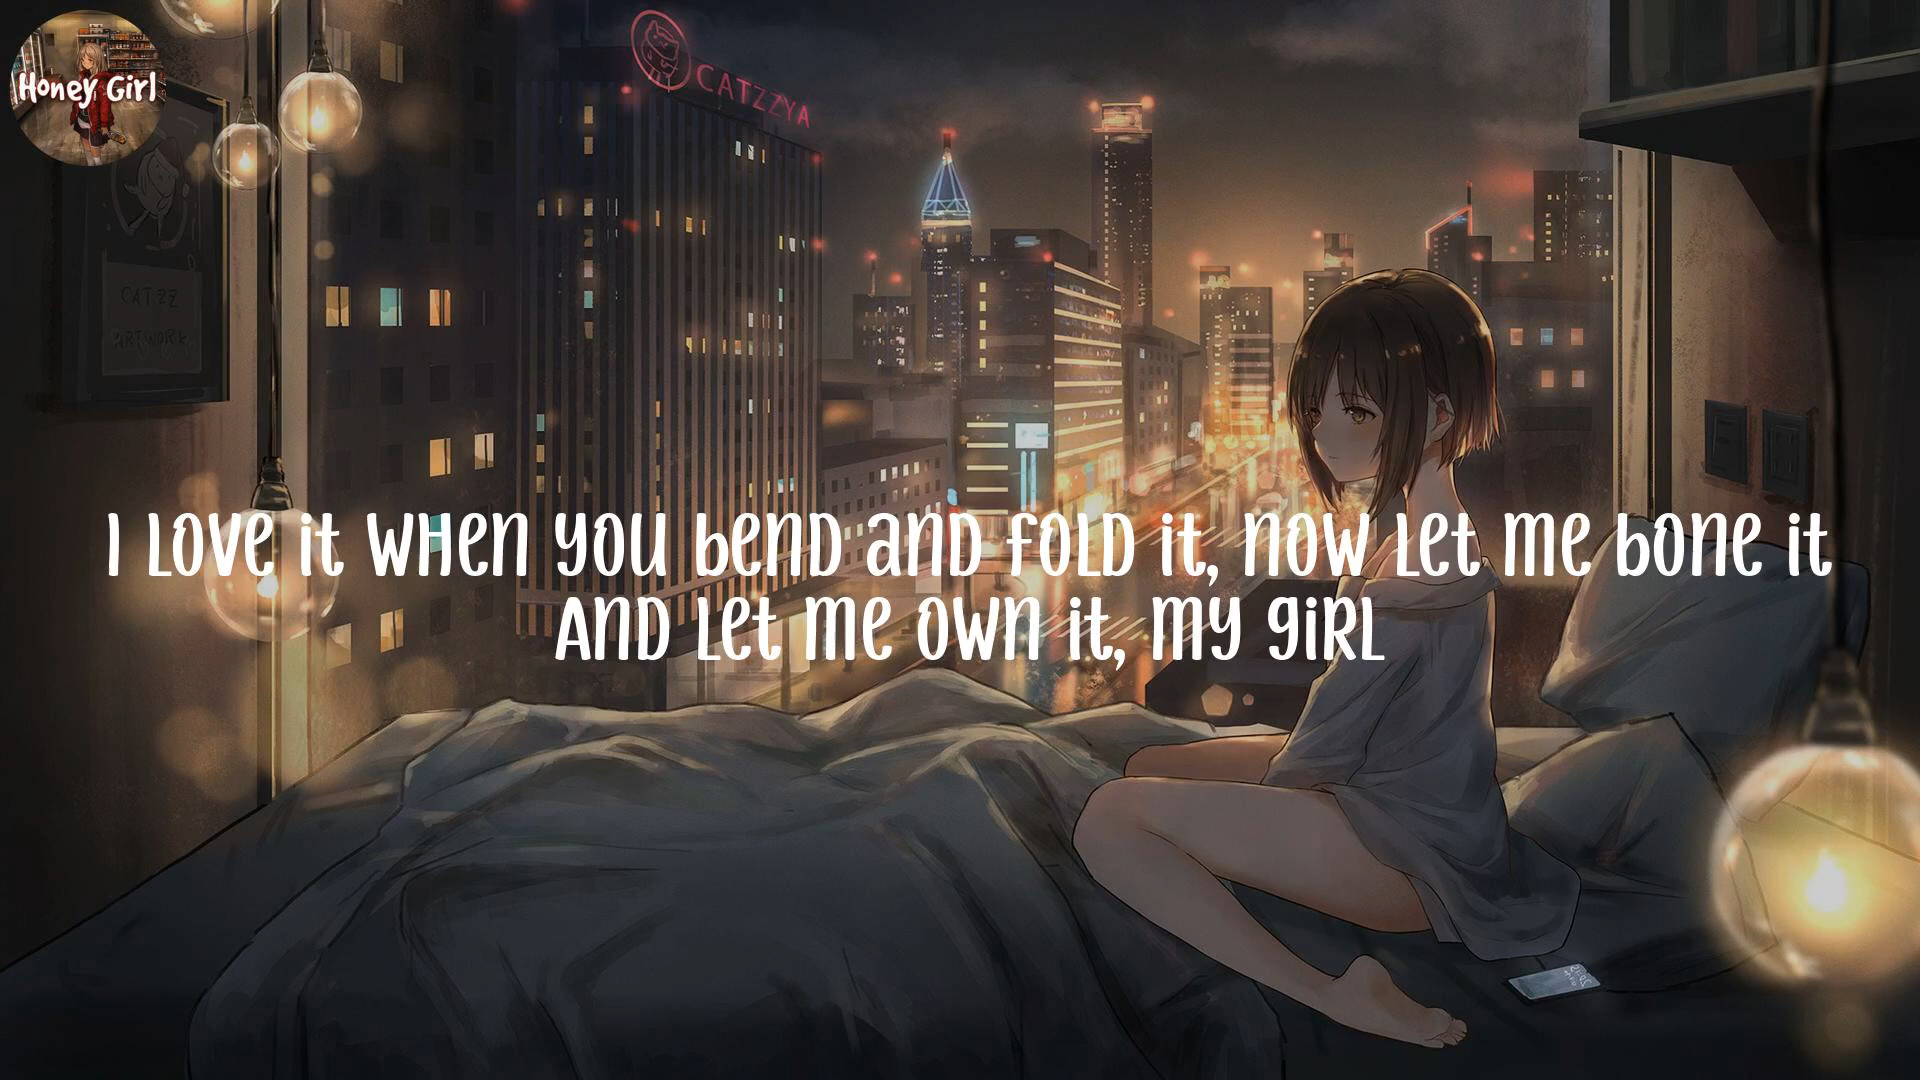 Honey Girl
CATZZYA
CATZZ
ARTWORK
I love it when you bend and fold it, now let me bone it
And let me own it, my girl